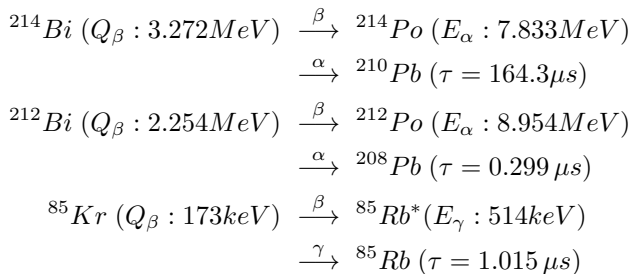 ²¹⁴Bi (Q_β : 3.272MeV) —β→ ²¹⁴Po (E_α : 7.833MeV)
—α→ ²¹⁰Pb (τ = 164.3μs)
²¹²Bi (Q_β : 2.254MeV) —β→ ²¹²Po (E_α : 8.954MeV)
—α→ ²⁰⁸Pb (τ = 0.299 μs)
⁸⁵Kr (Q_β : 173keV) —β→ ⁸⁵Rb*(E_γ : 514keV)
—γ→ ⁸⁵Rb (τ = 1.015 μs)